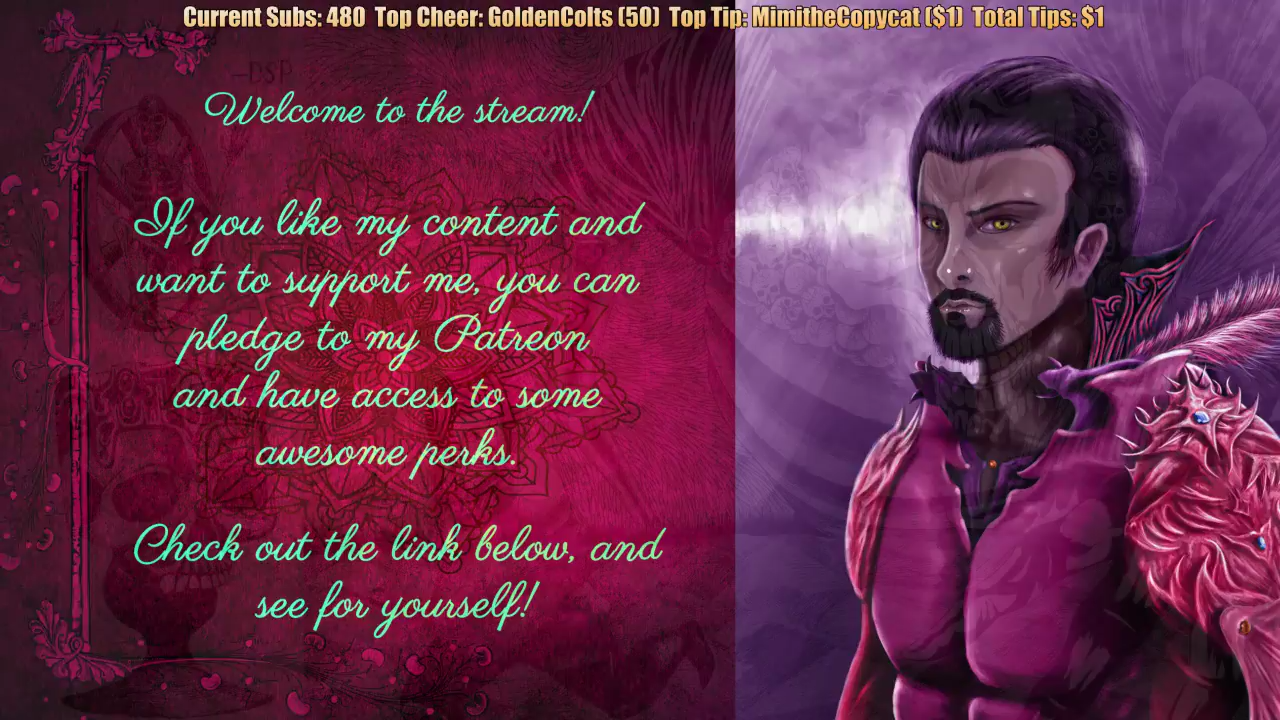 Current Subs: 480 Top Cheer: GoldenColts (50) Top Tip: MimitheCopycat ($1) Total Tips: $1
-DSP
Welcome to the stream!
If you like my content and
want to support me, you can
pledge to my Patreon
and have access to some
awesome perks.
Check out the link below, and
see for yourself!